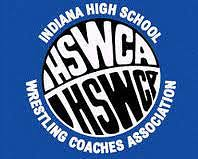 INDIANA HIGH SCHOOL
IHSWCA
IHSWCA
WRESTLING COACHES ASSOCIATION